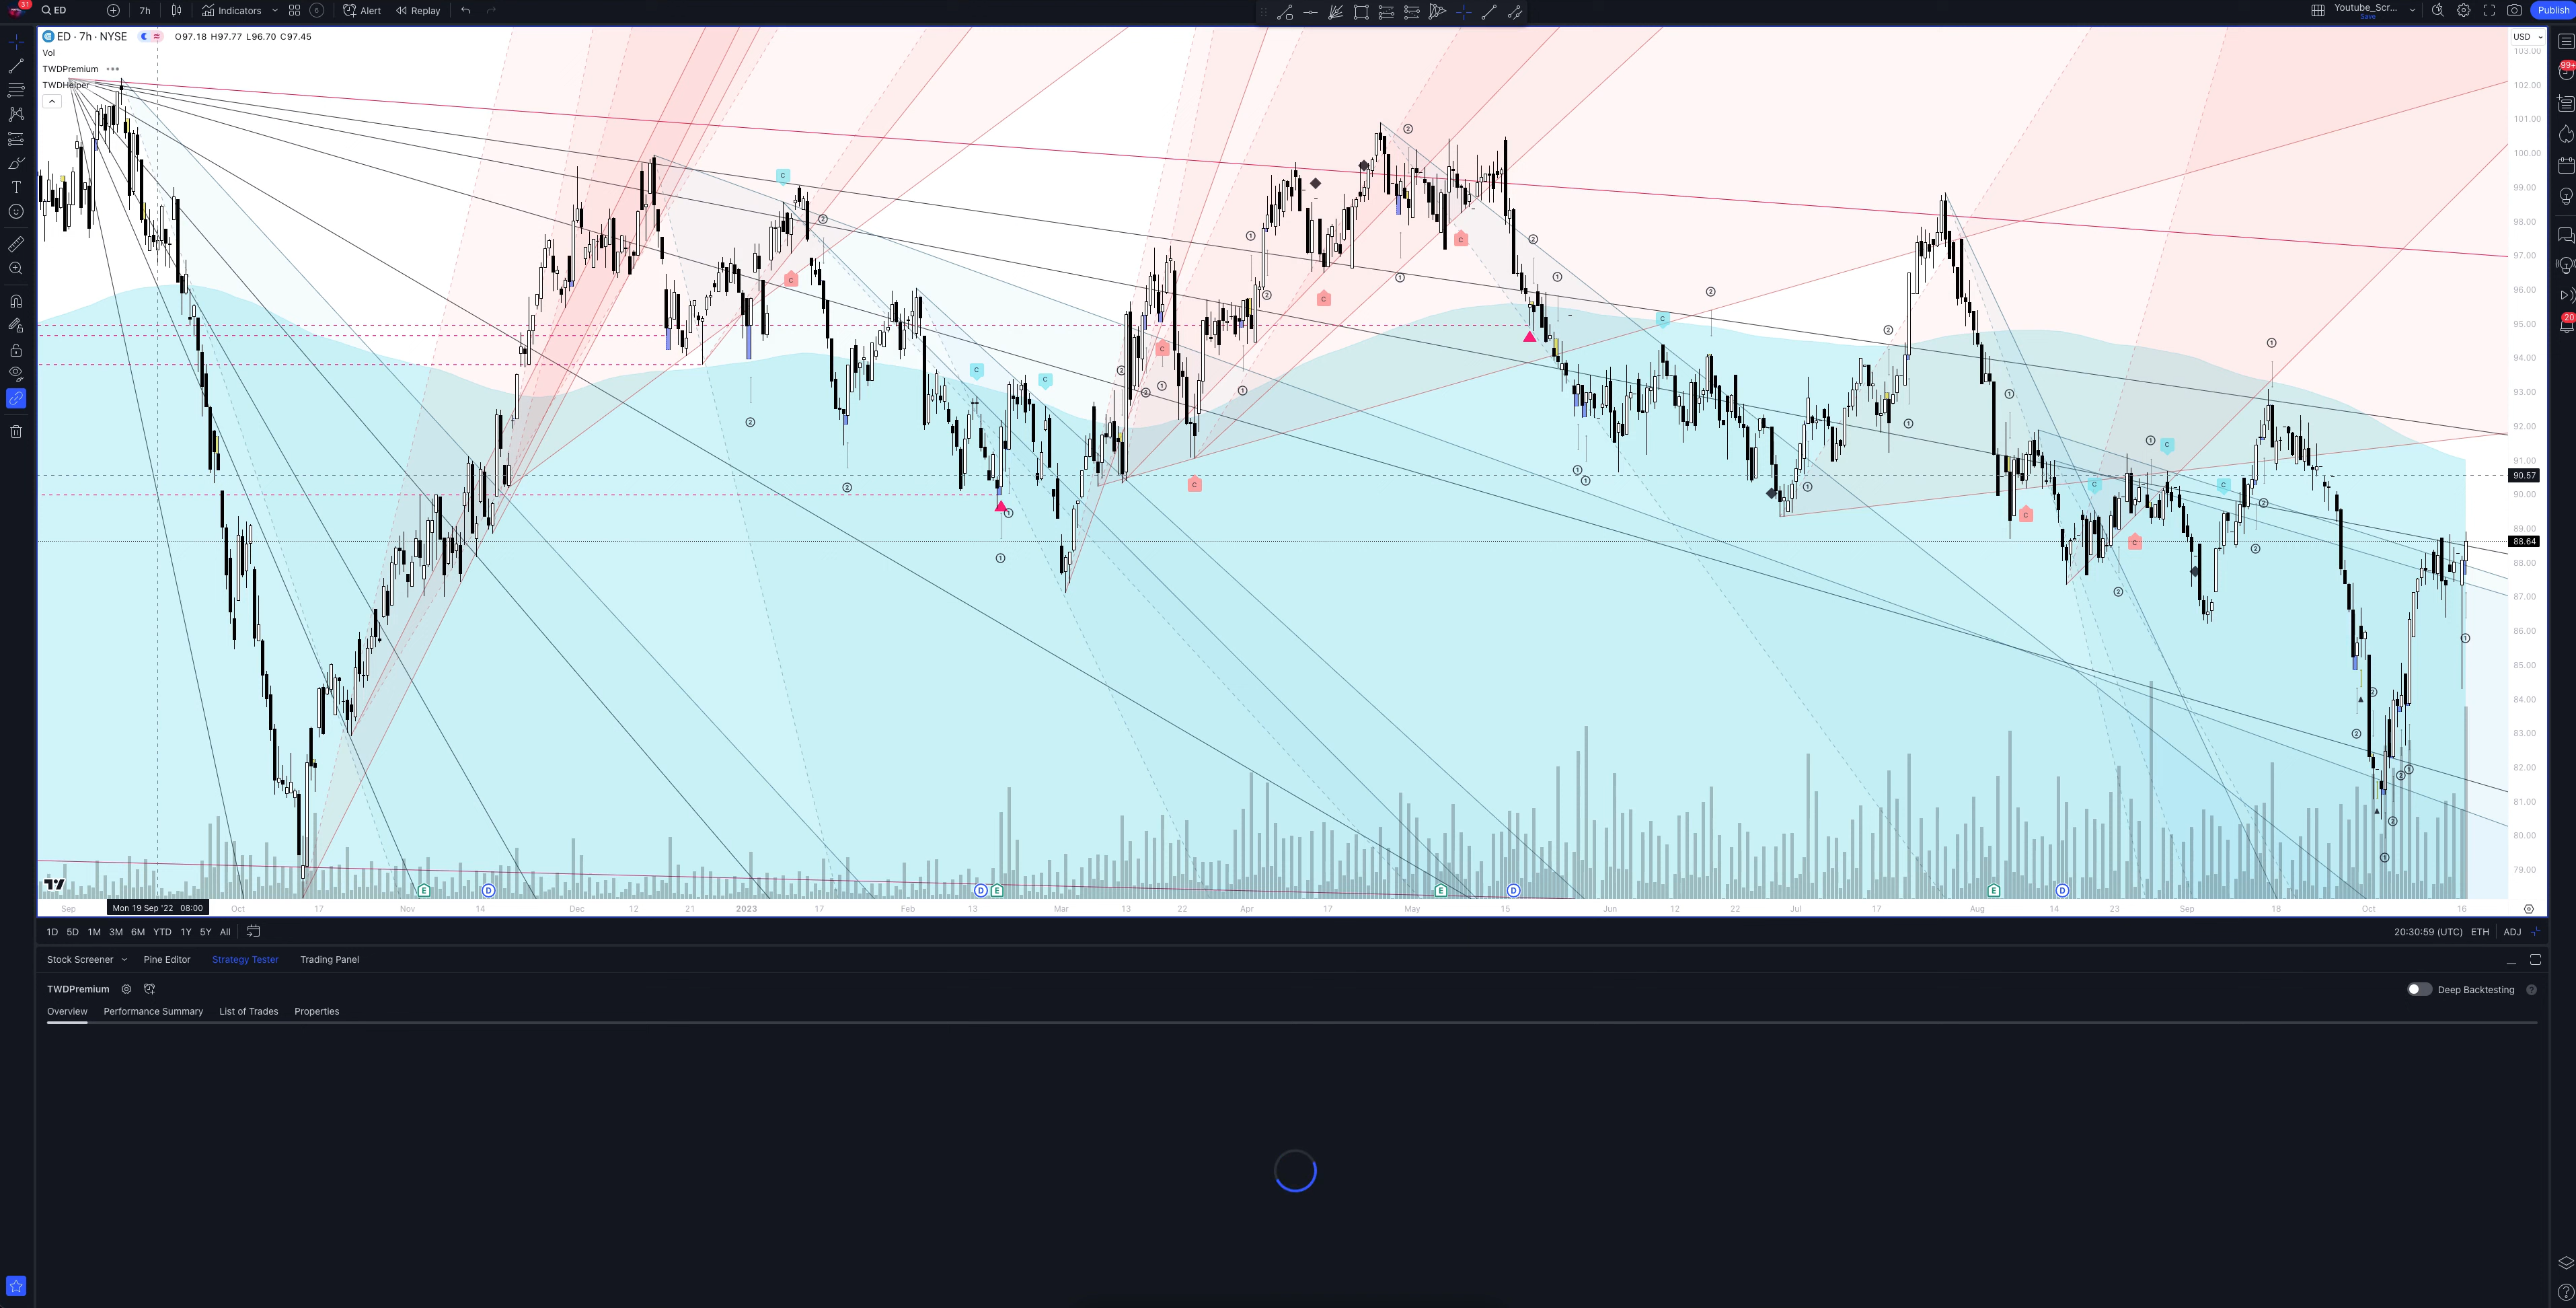 31
ED
7h
Indicators
6
Alert
Replay
Youtube_Scr...
Save
Publish
ED · 7h · NYSE
O97.18 H97.77 L96.70 C97.45
USD
Vol
TWDPremium
TWDHelper
103.00
102.00
101.00
100.00
99.00
98.00
97.00
96.00
95.00
94.00
93.00
92.00
91.00
90.57
90.00
89.00
88.64
88.00
87.00
86.00
85.00
84.00
83.00
82.00
81.00
80.00
79.00
99+
20
E D D E E D E D
Sep Mon 19 Sep '22 08:00 Oct 17 Nov 14 Dec 12 21 2023 17 Feb 13 Mar 13 22 Apr 17 May 15 Jun 12 22 Jul 17 Aug 14 23 Sep 18 Oct 16
1D 5D 1M 3M 6M YTD 1Y 5Y All
20:30:59 (UTC) ETH ADJ
Stock Screener Pine Editor Strategy Tester Trading Panel
TWDPremium
Deep Backtesting
Overview Performance Summary List of Trades Properties